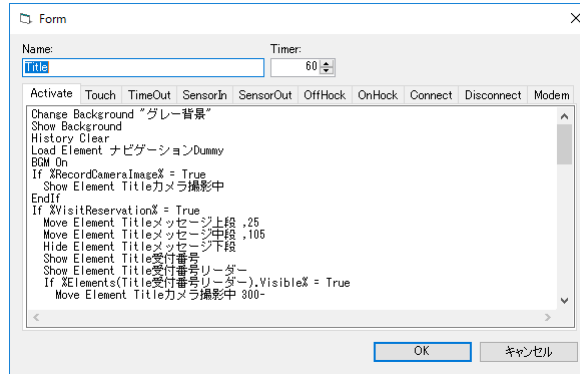 Form
Name:
Timer:
Title
60
Activate Touch TimeOut SensorIn SensorOut OffHock OnHock Connect Disconnect Modem
Change Background "グレー背景"
Show Background
History Clear
Load Element ナビゲーションDummy
BGM On
If %RecordCameraImage% = True
Show Element Titleカメラ撮影中
EndIf
If %VisitReservation% = True
Move Element Titleメッセージ上段 ,25
Move Element Titleメッセージ中段 ,105
Hide Element Titleメッセージ下段
Show Element Title受付番号
Show Element Title受付番号リーダー
If %Elements(Title受付番号リーダー).Visible% = True
Move Element Titleカメラ撮影中 300-
OK
キャンセル